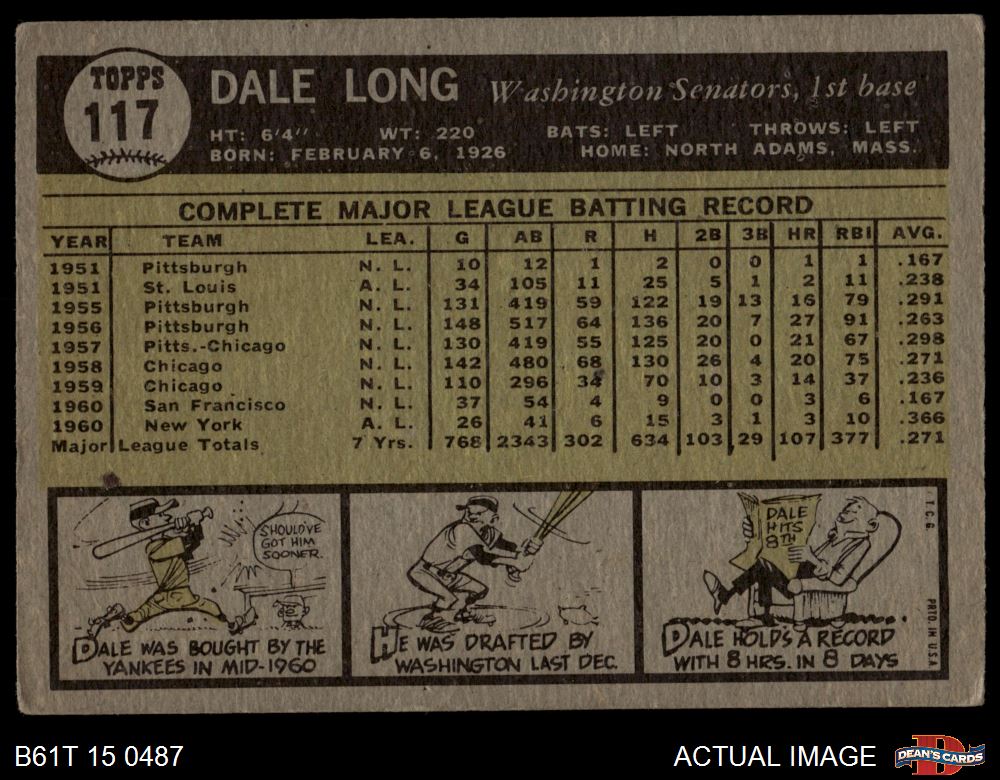 TOPPS
117
DALE LONG Washington Senators, 1st base
HT: 6'4" WT: 220 BATS: LEFT THROWS: LEFT
BORN: FEBRUARY 6, 1926 HOME: NORTH ADAMS, MASS.
COMPLETE MAJOR LEAGUE BATTING RECORD
YEAR TEAM LEA. G AB R H 2B 3B HR RBI AVG.
1951 Pittsburgh N. L. 10 12 1 2 0 0 1 1 .167
1951 St. Louis A. L. 34 105 11 25 5 1 2 11 .238
1955 Pittsburgh N. L. 131 419 59 122 19 13 16 79 .291
1956 Pittsburgh N. L. 148 517 64 136 20 7 27 91 .263
1957 Pitts.-Chicago N. L. 130 419 55 125 20 0 21 67 .298
1958 Chicago N. L. 142 480 68 130 26 4 20 75 .271
1959 Chicago N. L. 110 296 34 70 10 3 14 37 .236
1960 San Francisco N. L. 37 54 4 9 0 0 3 6 .167
1960 New York A. L. 26 41 6 15 3 1 3 10 .366
Major League Totals 7 Yrs. 768 2343 302 634 103 29 107 377 .271
SHOULD'VE
GOT HIM
SOONER.
DALE WAS BOUGHT BY THE
YANKEES IN MID-1960
HE WAS DRAFTED BY
WASHINGTON LAST DEC.
DALE
HITS
8TH
DALE HOLDS A RECORD
WITH 8 HRS. IN 8 DAYS
T.C.G.
PRTD. IN U.S.A.
B61T 15 0487
ACTUAL IMAGE
DEAN'S CARDS